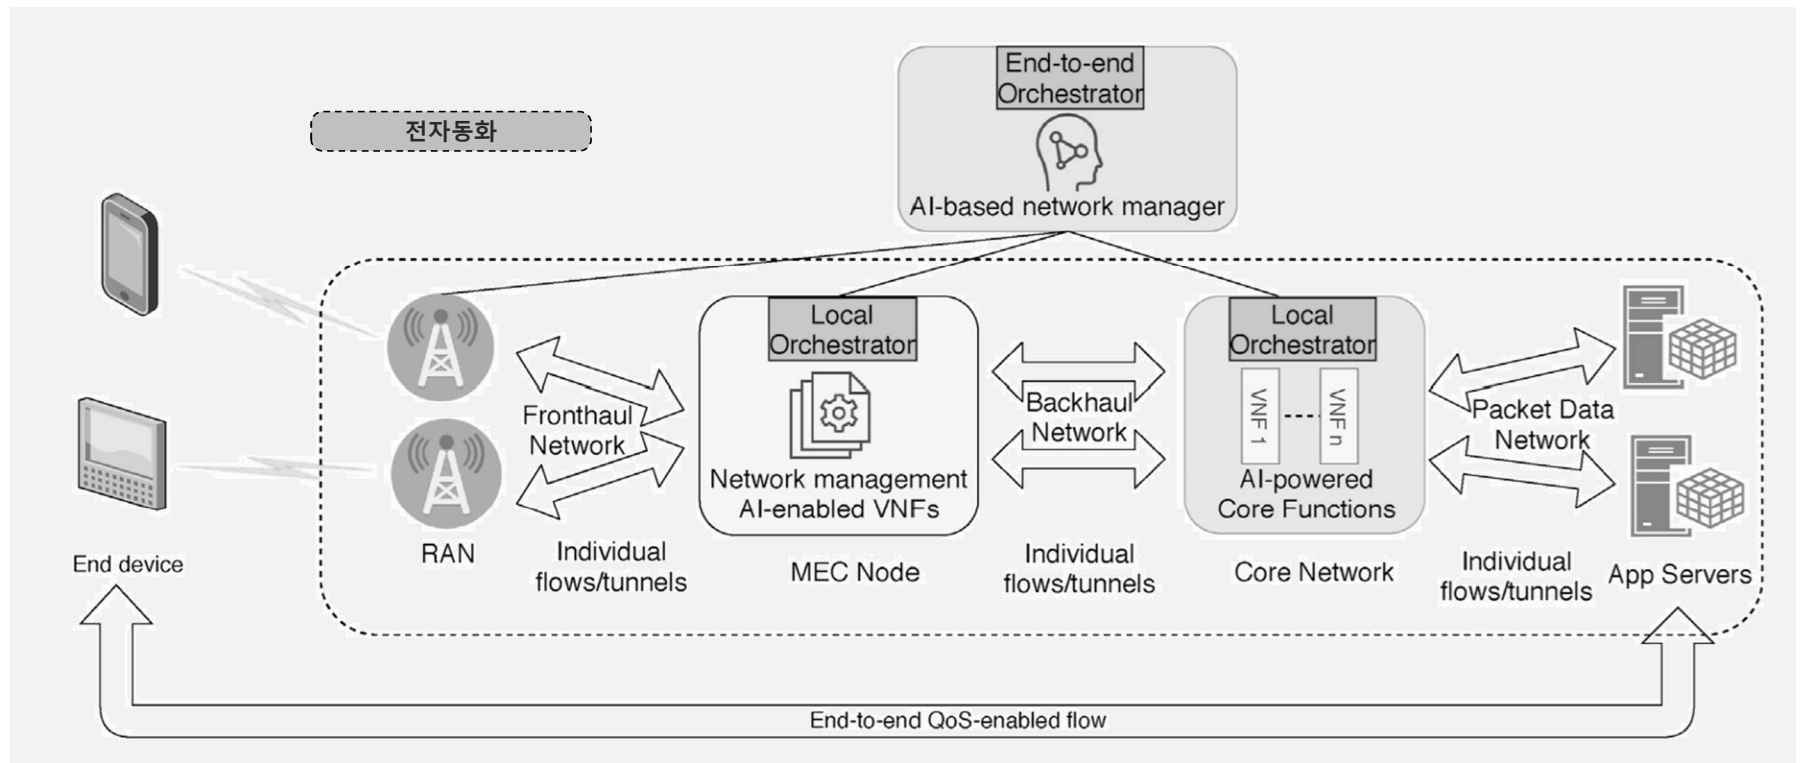 End-to-end
Orchestrator
AI-based network manager
전자동화
Local
Orchestrator
Network management
AI-enabled VNFs
MEC Node
Local
Orchestrator
VNF 1
VNF n
AI-powered
Core Functions
Core Network
Fronthaul
Network
Backhaul
Network
Packet Data
Network
End device
RAN
Individual
flows/tunnels
Individual
flows/tunnels
Individual
flows/tunnels
App Servers
End-to-end QoS-enabled flow